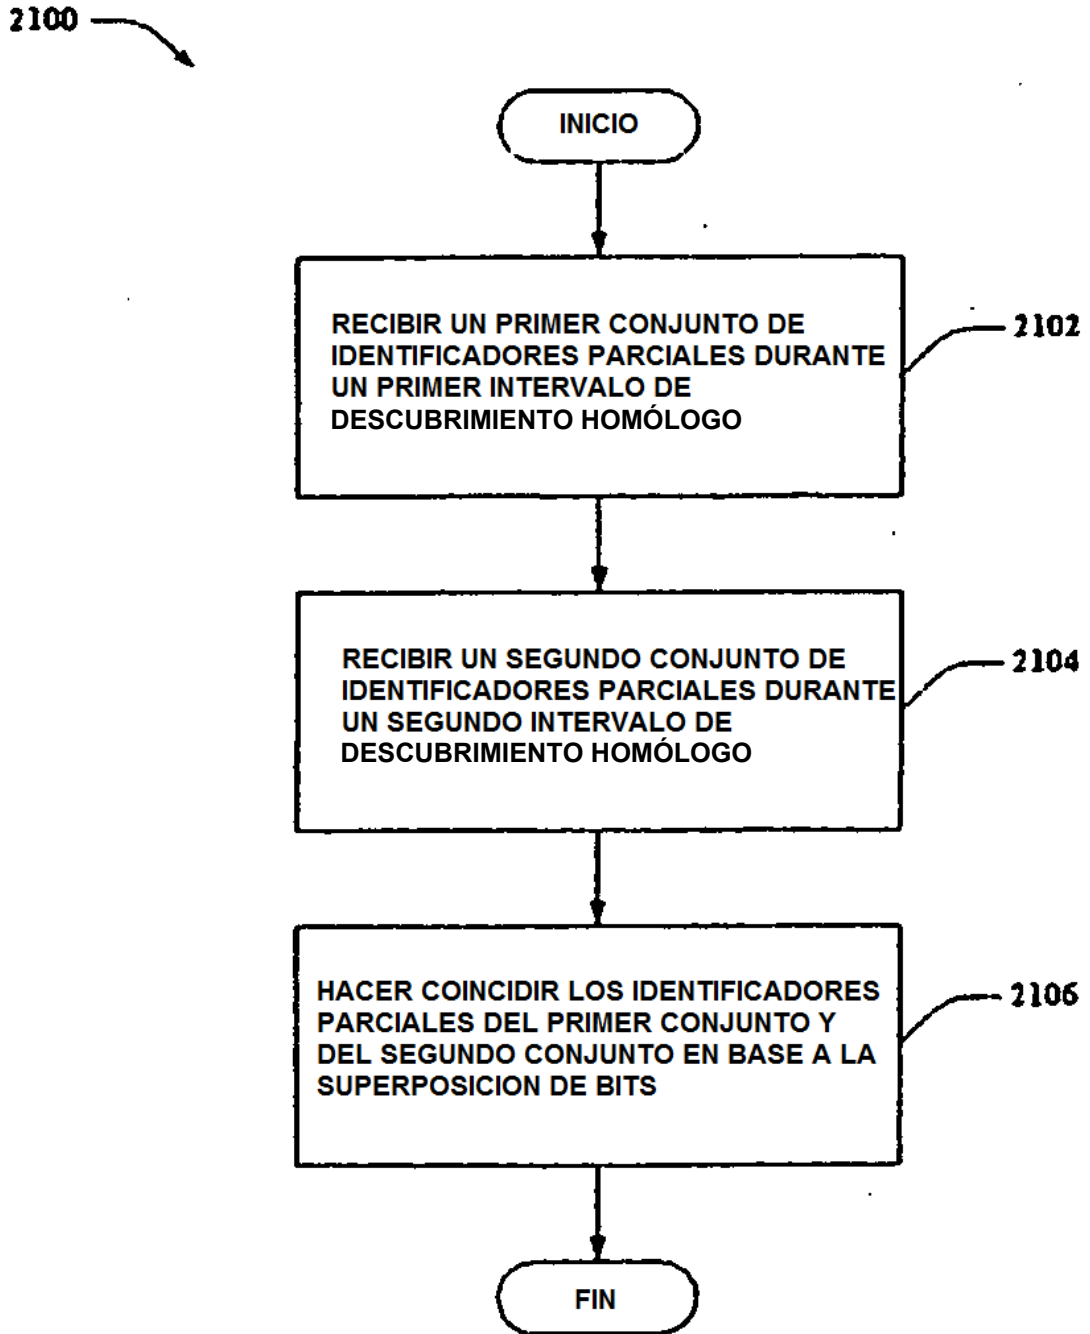 2100
INICIO
RECIBIR UN PRIMER CONJUNTO DE
IDENTIFICADORES PARCIALES DURANTE
UN PRIMER INTERVALO DE
DESCUBRIMIENTO HOMÓLOGO
2102
RECIBIR UN SEGUNDO CONJUNTO DE
IDENTIFICADORES PARCIALES DURANTE
UN SEGUNDO INTERVALO DE
DESCUBRIMIENTO HOMÓLOGO
2104
HACER COINCIDIR LOS IDENTIFICADORES
PARCIALES DEL PRIMER CONJUNTO Y
DEL SEGUNDO CONJUNTO EN BASE A LA
SUPERPOSICION DE BITS
2106
FIN